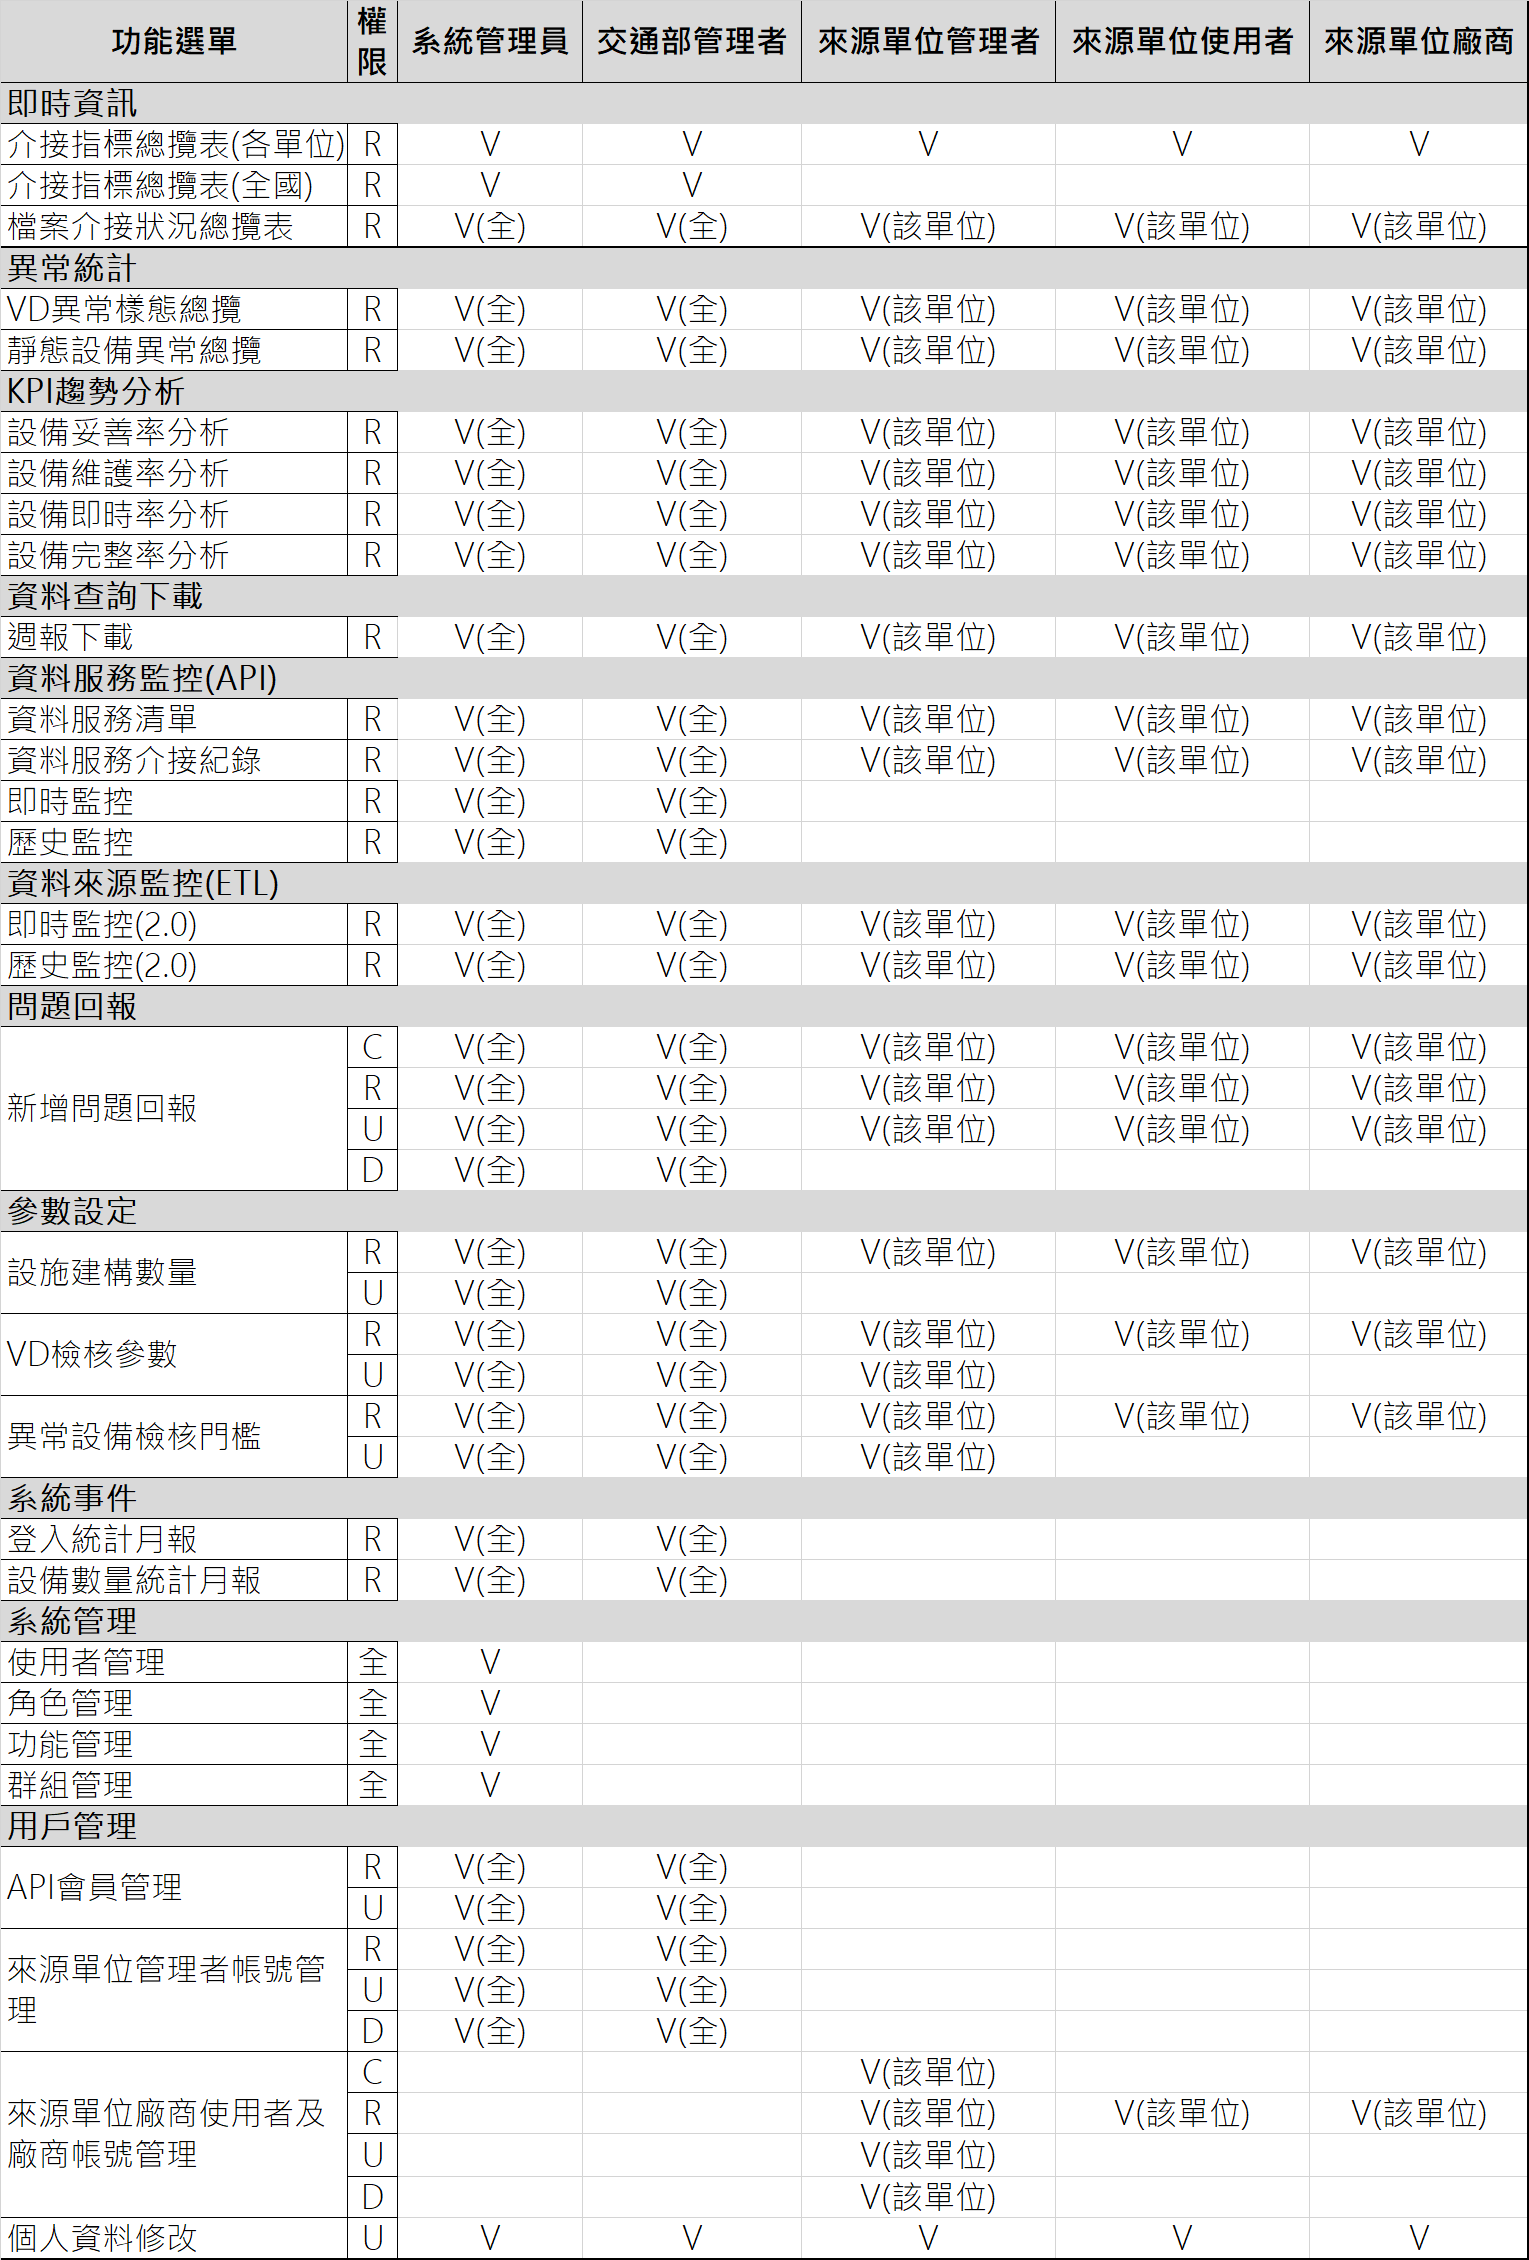 功能選單 權限 系統管理員 交通部管理者 來源單位管理者 來源單位使用者 來源單位廠商
即時資訊
介接指標總攬表(各單位) R V V V V V
介接指標總攬表(全國) R V V
檔案介接狀況總攬表 R V(全) V(全) V(該單位) V(該單位) V(該單位)
異常統計
VD異常樣態總攬 R V(全) V(全) V(該單位) V(該單位) V(該單位)
靜態設備異常總攬 R V(全) V(全) V(該單位) V(該單位) V(該單位)
KPI趨勢分析
設備妥善率分析 R V(全) V(全) V(該單位) V(該單位) V(該單位)
設備維護率分析 R V(全) V(全) V(該單位) V(該單位) V(該單位)
設備即時率分析 R V(全) V(全) V(該單位) V(該單位) V(該單位)
設備完整率分析 R V(全) V(全) V(該單位) V(該單位) V(該單位)
資料查詢下載
週報下載 R V(全) V(全) V(該單位) V(該單位) V(該單位)
資料服務監控(API)
資料服務清單 R V(全) V(全) V(該單位) V(該單位) V(該單位)
資料服務介接紀錄 R V(全) V(全) V(該單位) V(該單位) V(該單位)
即時監控 R V(全) V(全)
歷史監控 R V(全) V(全)
資料來源監控(ETL)
即時監控(2.0) R V(全) V(全) V(該單位) V(該單位) V(該單位)
歷史監控(2.0) R V(全) V(全) V(該單位) V(該單位) V(該單位)
問題回報
新增問題回報 C V(全) V(全) V(該單位) V(該單位) V(該單位)
R V(全) V(全) V(該單位) V(該單位) V(該單位)
U V(全) V(全) V(該單位) V(該單位) V(該單位)
D V(全) V(全)
參數設定
設施建構數量 R V(全) V(全) V(該單位) V(該單位) V(該單位)
U V(全) V(全)
VD檢核參數 R V(全) V(全) V(該單位) V(該單位) V(該單位)
U V(全) V(全) V(該單位)
異常設備檢核門檻 R V(全) V(全) V(該單位) V(該單位) V(該單位)
U V(全) V(全) V(該單位)
系統事件
登入統計月報 R V(全) V(全)
設備數量統計月報 R V(全) V(全)
系統管理
使用者管理 全 V
角色管理 全 V
功能管理 全 V
群組管理 全 V
用戶管理
API會員管理 R V(全) V(全)
U V(全) V(全)
來源單位管理者帳號管
理
R V(全) V(全)
U V(全) V(全)
D V(全) V(全)
來源單位廠商使用者及
廠商帳號管理
C V(該單位)
R V(該單位) V(該單位) V(該單位)
U V(該單位)
D V(該單位)
個人資料修改 U V V V V V